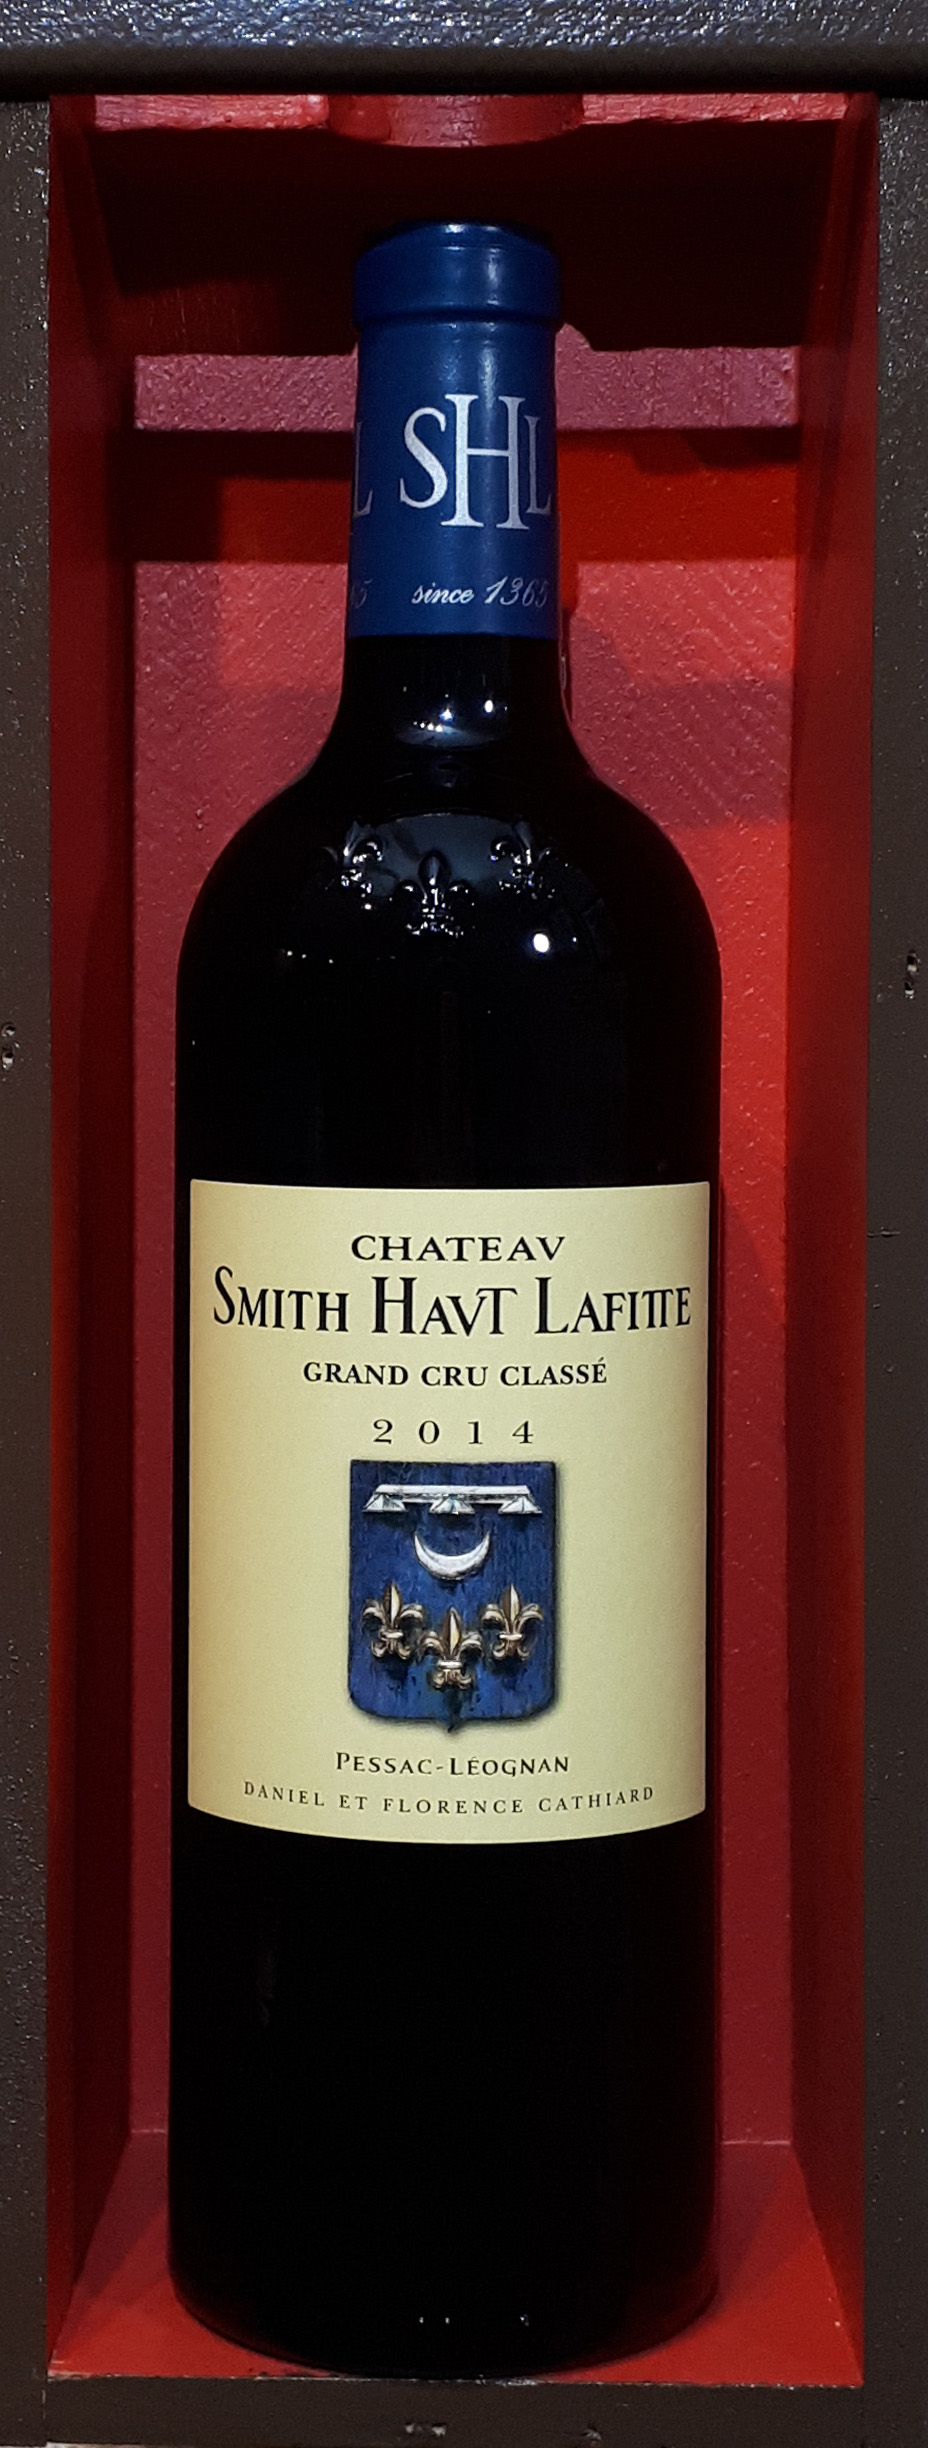 SHL
since 1365
CHATEAV
SMITH HAVT LAFITTE
GRAND CRU CLASSÉ
2014
PESSAC-LÉOGNAN
DANIEL ET FLORENCE CATHIARD